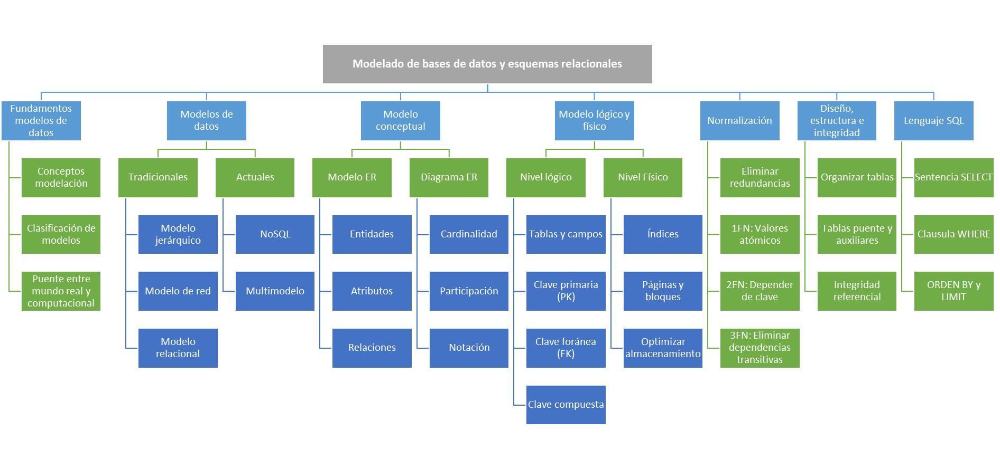 Modelado de bases de datos y esquemas relacionales
Fundamentos
modelos de
datos
Conceptos
modelación
Clasificación de
modelos
Puente entre
mundo real y
computacional
Modelos de
datos
Tradicionales
Modelo
jerárquico
Modelo de red
Modelo
relacional
Actuales
NoSQL
Multimodelo
Modelo
conceptual
Modelo ER
Entidades
Atributos
Relaciones
Diagrama ER
Cardinalidad
Participación
Notación
Modelo lógico y
físico
Nivel lógico
Tablas y campos
Clave primaria
(PK)
Clave foránea
(FK)
Clave compuesta
Nivel Físico
Índices
Páginas y
bloques
Optimizar
almacenamiento
Normalización
Eliminar
redundancias
1FN: Valores
atómicos
2FN: Depender
de clave
3FN: Eliminar
dependencias
transitivas
Diseño,
estructura e
integridad
Organizar tablas
Tablas puente y
auxiliares
Integridad
referencial
Lenguaje SQL
Sentencia SELECT
Clausula WHERE
ORDEN BY y
LIMIT